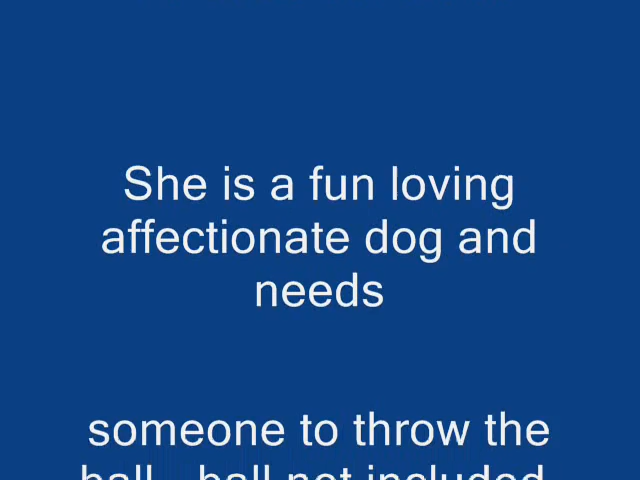 She is a fun loving
affectionate dog and
needs
someone to throw the
ball - ball not included